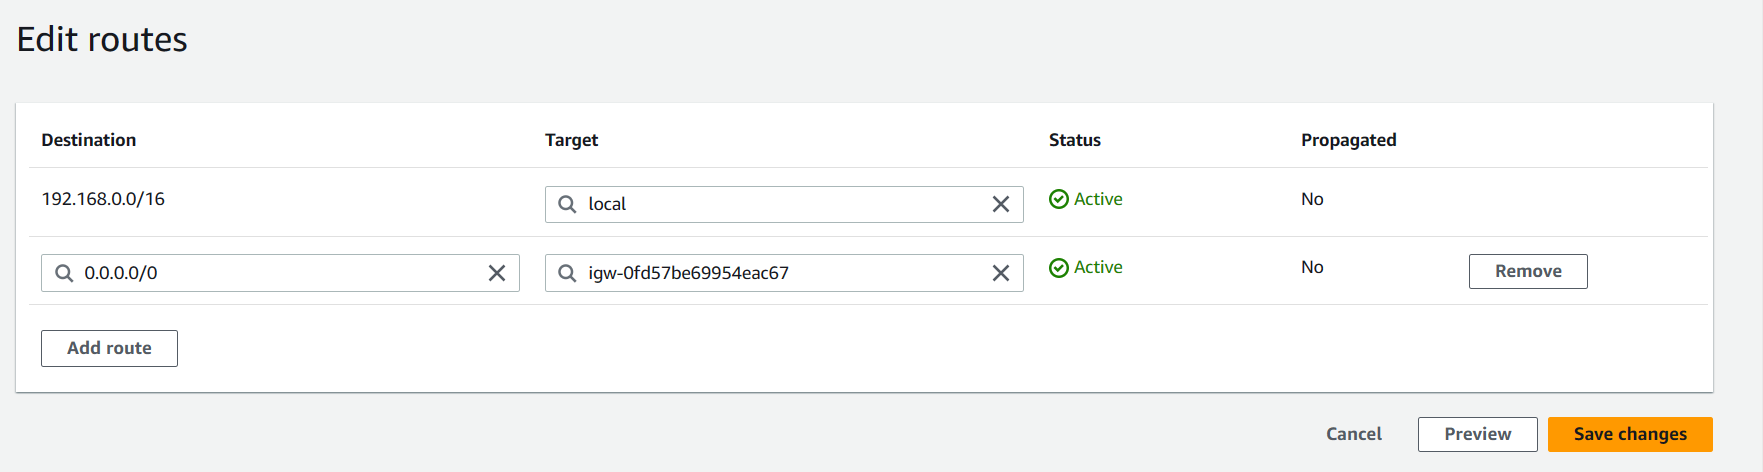 Edit routes
Destination Target Status Propagated
192.168.0.0/16 local Active No
0.0.0.0/0 igw-0fd57be69954eac67 Active No Remove
Add route
Cancel Preview Save changes